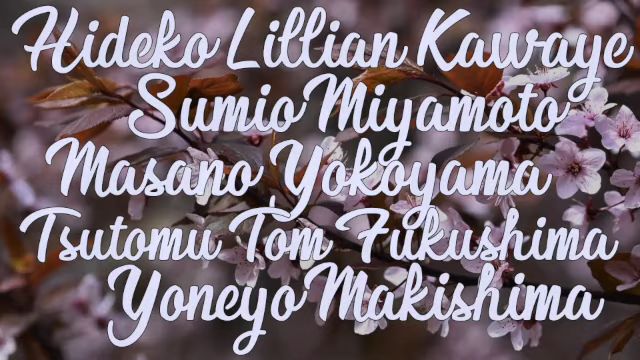 Hideko Lillian Kawaye
Sumio Miyamoto
Masano Yokoyama
Tsutomu Tom Fukushima
Yoneyo Makishima